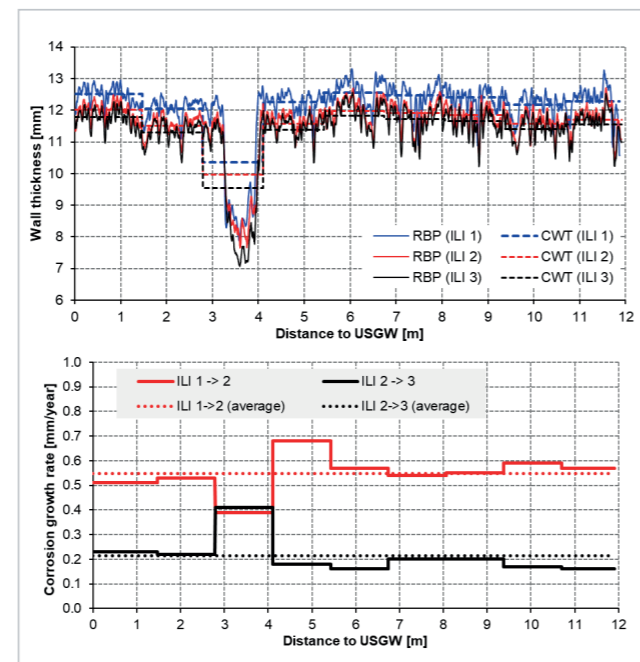 14
13
12
11
10
9
8
7
6
Wall thickness [mm]
RBP (ILI 1) CWT (ILI 1)
RBP (ILI 2) CWT (ILI 2)
RBP (ILI 3) CWT (ILI 3)
0 1 2 3 4 5 6 7 8 9 10 11 12
Distance to USGW [m]
1.0
0.9
0.8
0.7
0.6
0.5
0.4
0.3
0.2
0.1
0.0
Corrosion growth rate [mm/year]
ILI 1 -> 2 ILI 2 -> 3
ILI 1->2 (average) ILI 2->3 (average)
0 1 2 3 4 5 6 7 8 9 10 11 12
Distance to USGW [m]